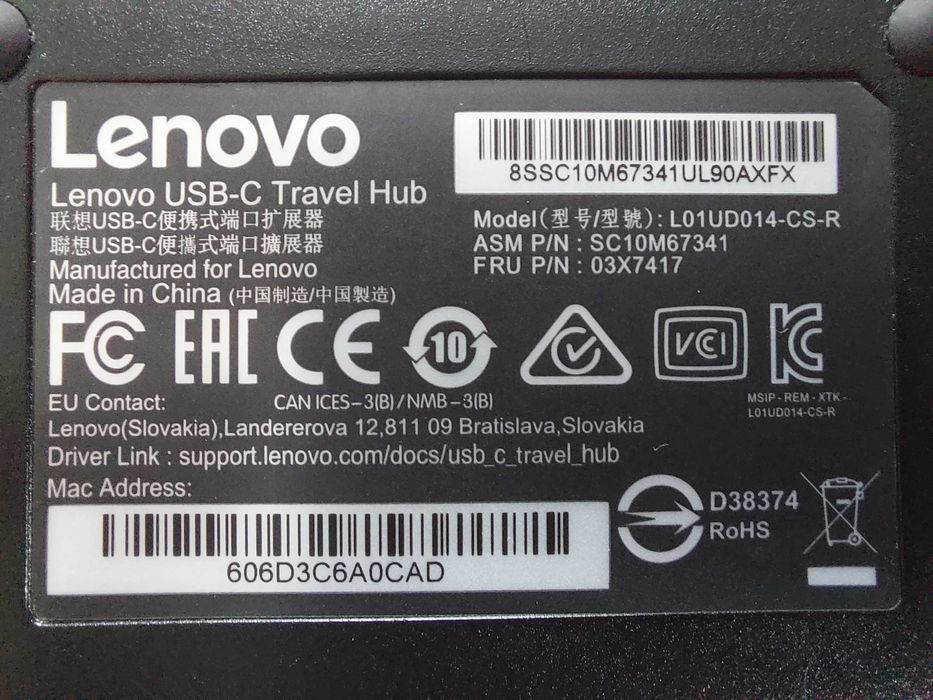 Lenovo
8SSC10M67341UL90AXFX
Lenovo USB-C Travel Hub
联想USB-C便携式端口扩展器
聯想USB-C便攜式端口擴展器
Manufactured for Lenovo
Made in China (中国制造/中國製造)
Model(型号/型號): L01UD014-CS-R
ASM P/N : SC10M67341
FRU P/N : 03X7417
FC EAC CE 10 VCI KC
MSIP - REM - XTK -
L01UD014-CS-R
EU Contact:
CAN ICES-3(B)/NMB-3(B)
Lenovo(Slovakia),Landererova 12,811 09 Bratislava,Slovakia
Driver Link : support.lenovo.com/docs/usb_c_travel_hub
Mac Address:
606D3C6A0CAD
D38374
RoHS